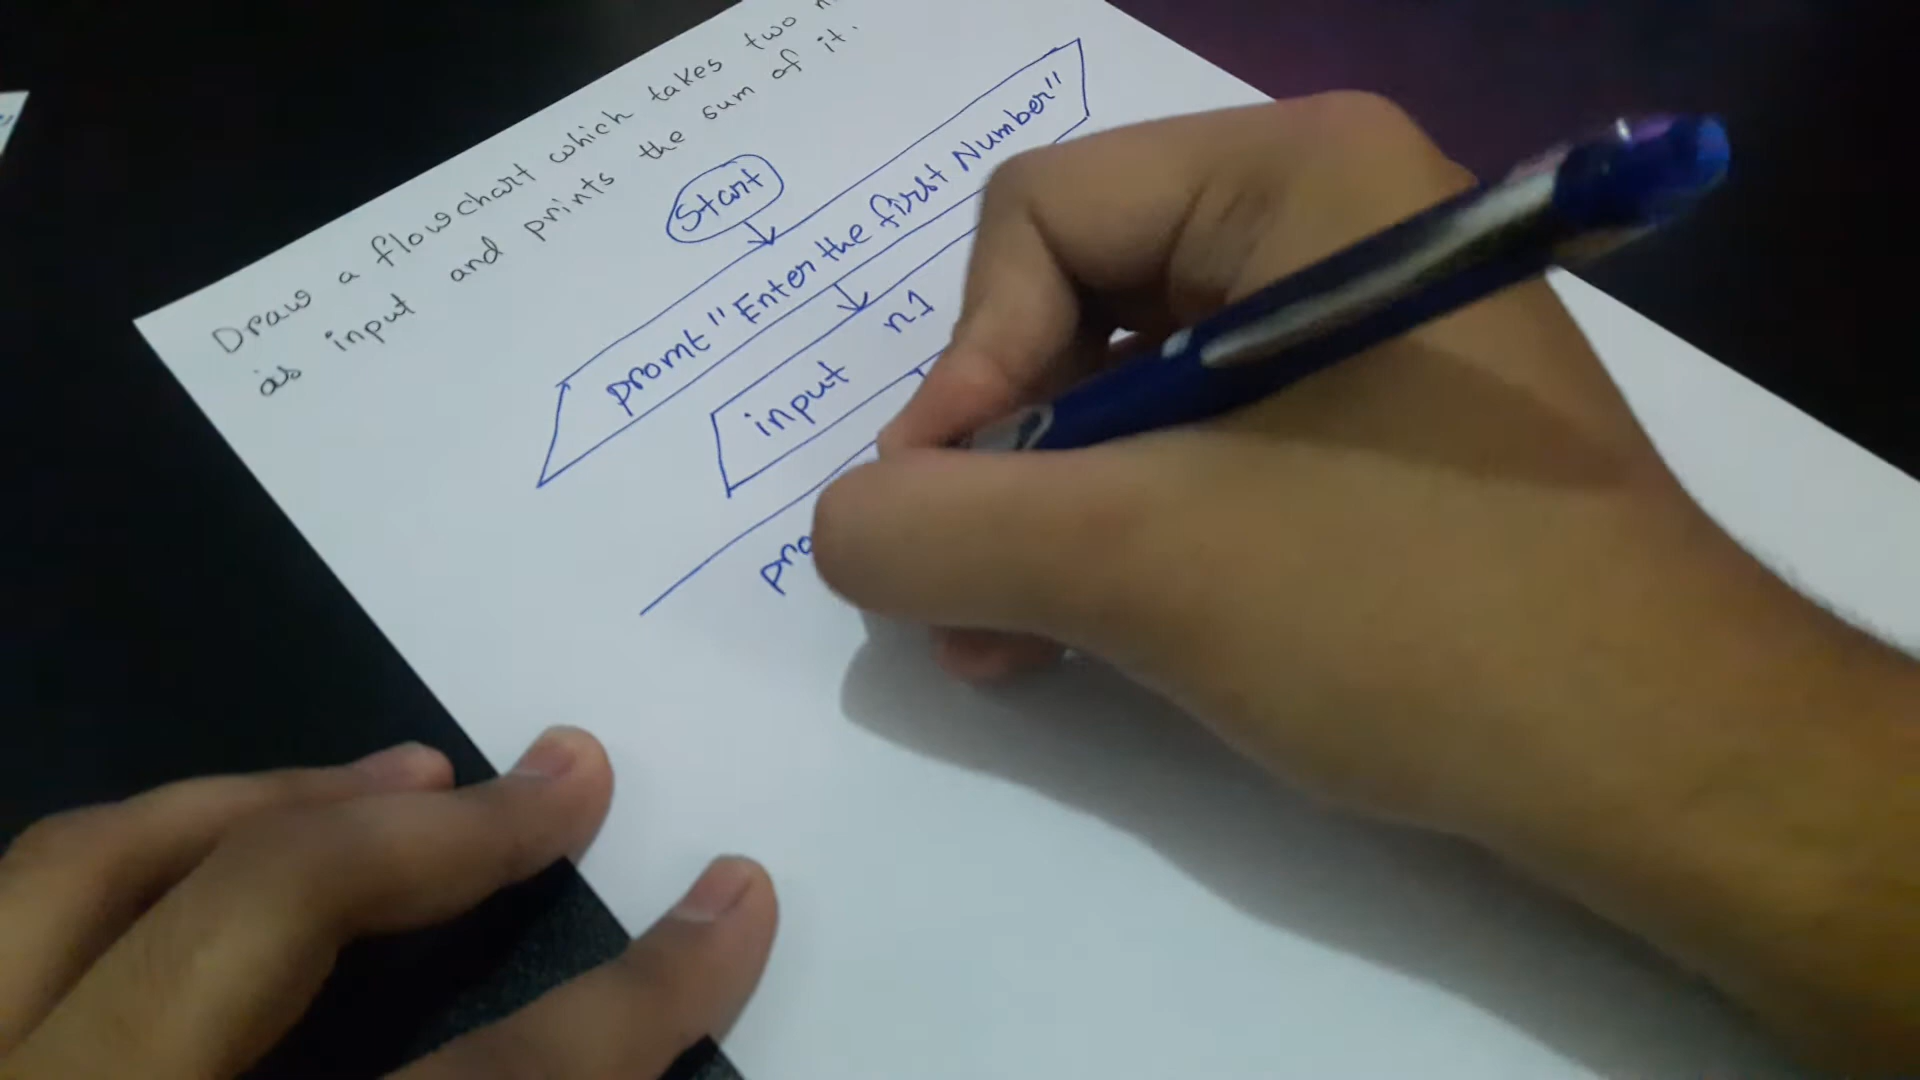 Draw a flowchart which takes two
as input and prints the sum of it.
Start
promt "Enter the first Number"
input n1
pro